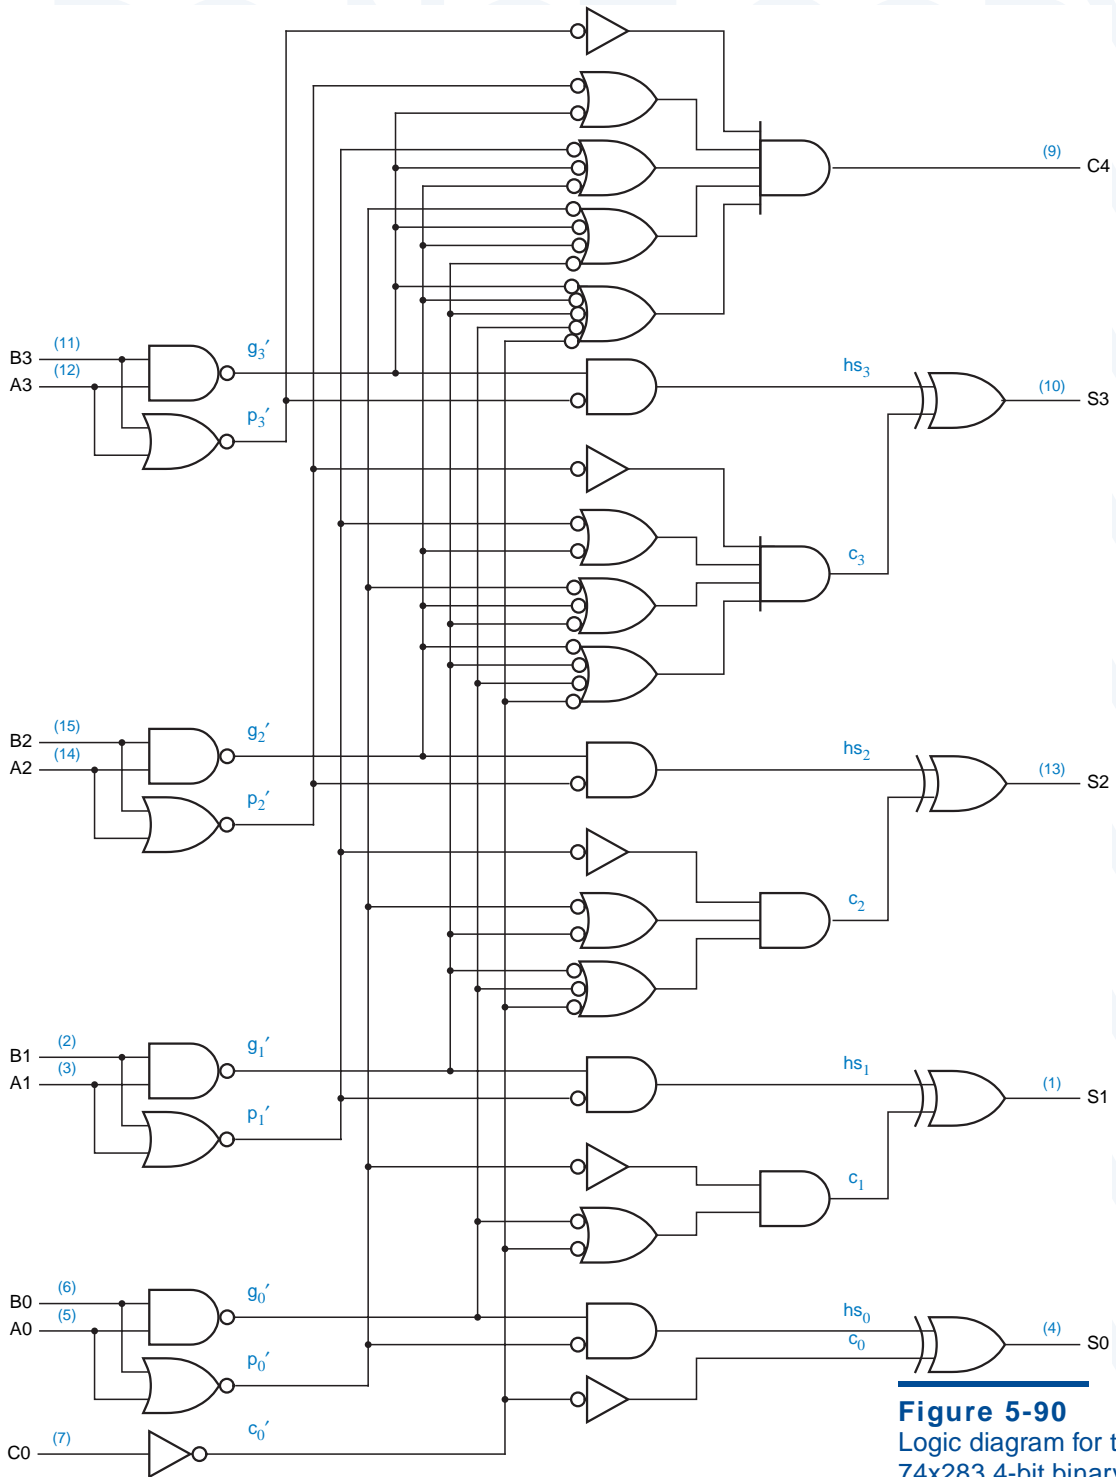 (9)
C4
B3 (11) g3′
A3 (12)
hs3
(10)
S3
p3′
c3
B2 (15) g2′
A2 (14)
hs2
(13)
S2
p2′
c2
B1 (2) g1′
A1 (3)
hs1
(1)
S1
p1′
c1
B0 (6) g0′
A0 (5)
hs0
c0
(4)
S0
p0′
C0 (7) c0′
Figure 5-90
Logic diagram for t
74x283 4-bit binary